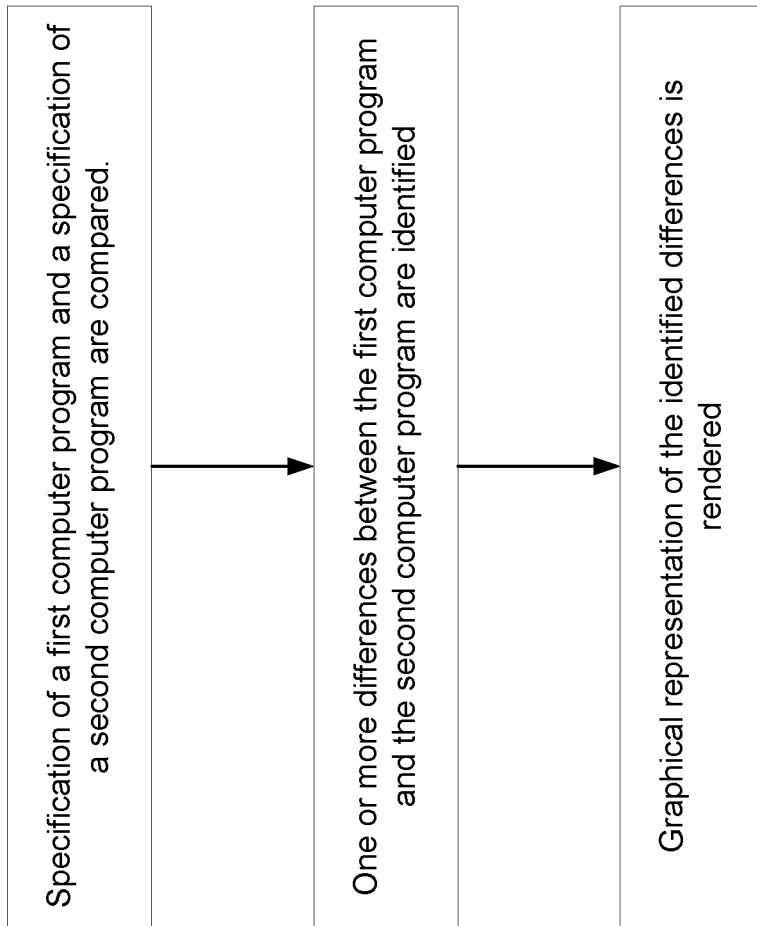 Specification of a first computer program and a specification of
a second computer program are compared.
One or more differences between the first computer program
and the second computer program are identified
Graphical representation of the identified differences is
rendered